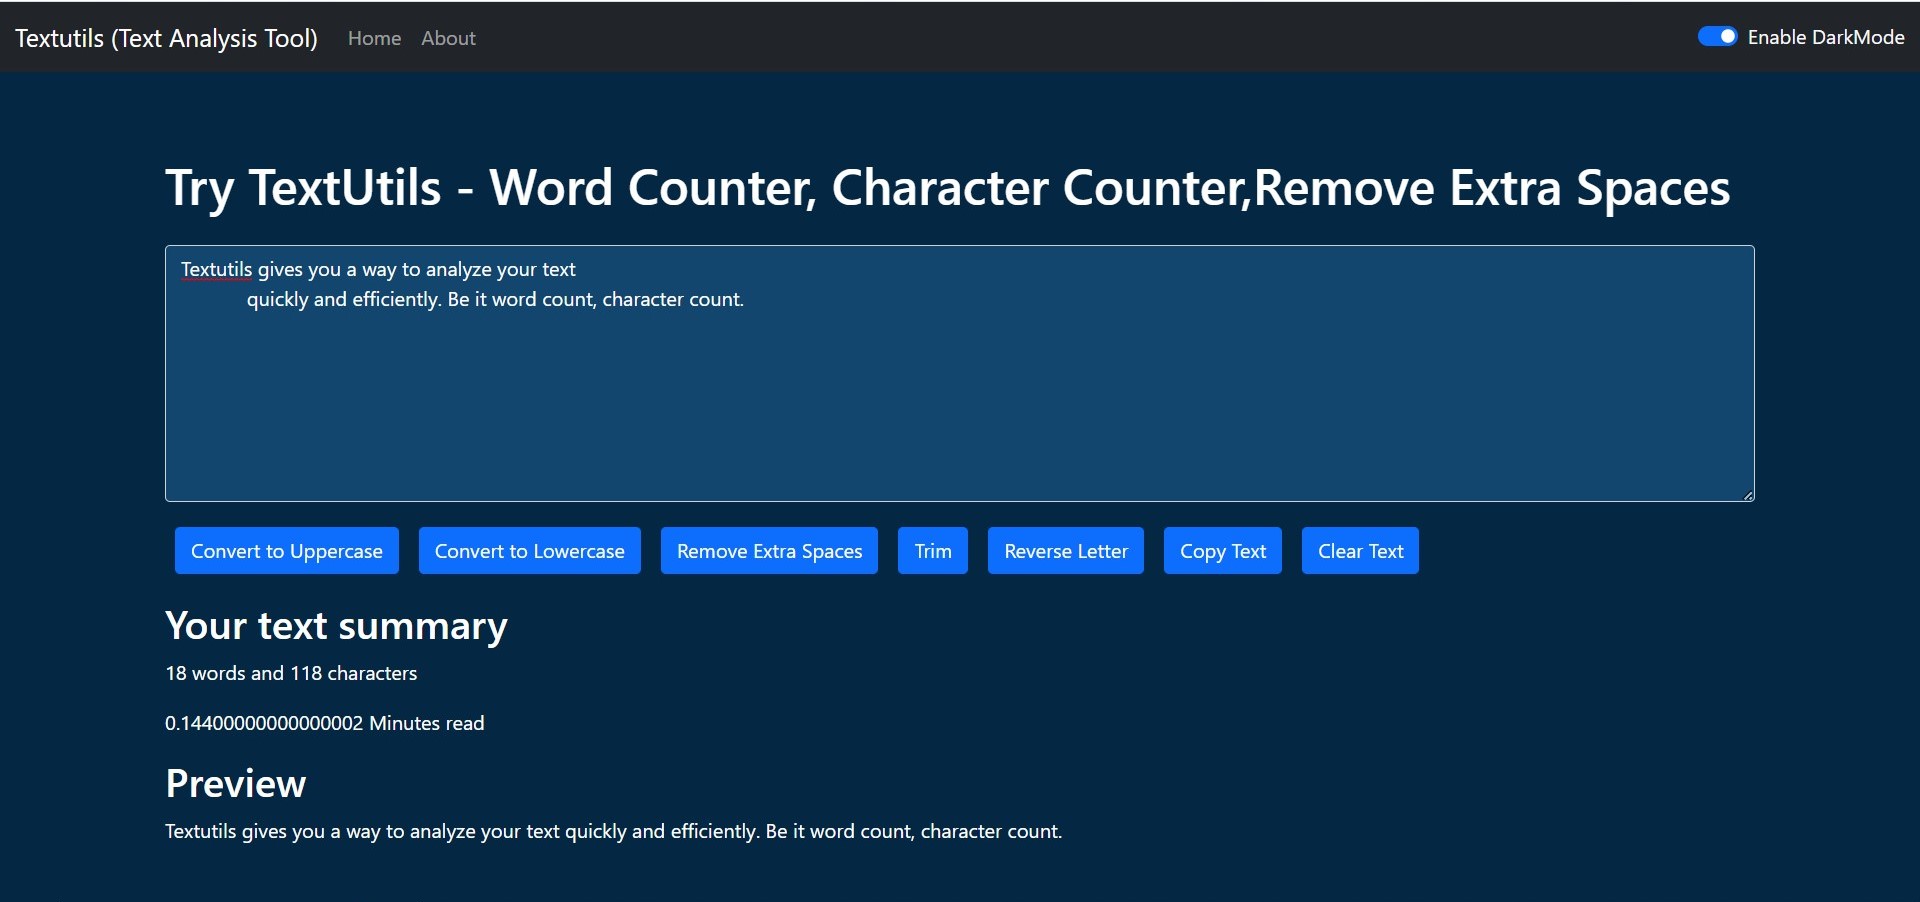 Textutils (Text Analysis Tool) Home About Enable DarkMode
Try TextUtils - Word Counter, Character Counter,Remove Extra Spaces
Textutils gives you a way to analyze your text
quickly and efficiently. Be it word count, character count.
Convert to Uppercase Convert to Lowercase Remove Extra Spaces Trim Reverse Letter Copy Text Clear Text
Your text summary
18 words and 118 characters
0.14400000000000002 Minutes read
Preview
Textutils gives you a way to analyze your text quickly and efficiently. Be it word count, character count.